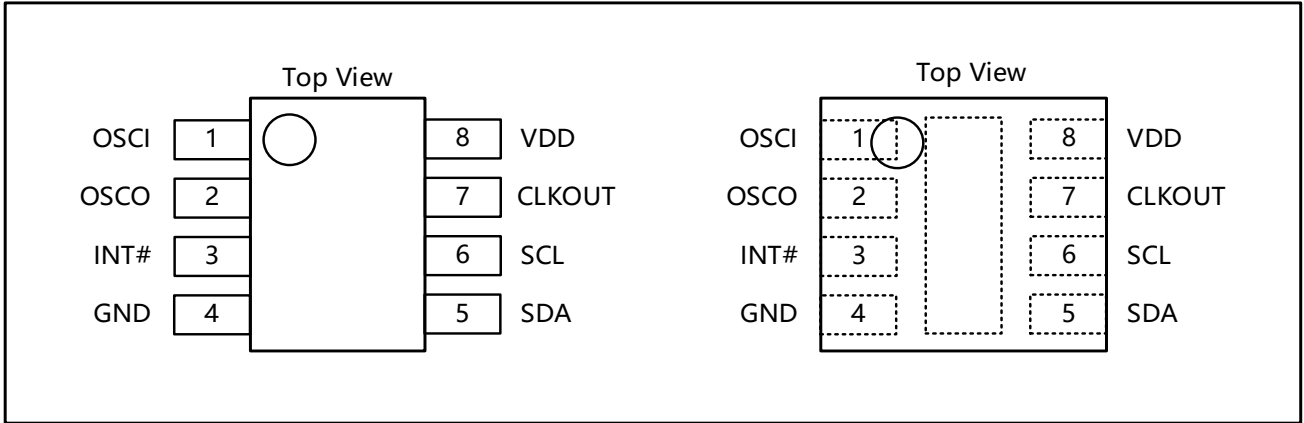 Top View
OSCI 1 8 VDD
OSCO 2 7 CLKOUT
INT# 3 6 SCL
GND 4 5 SDA
Top View
OSCI 1 8 VDD
OSCO 2 7 CLKOUT
INT# 3 6 SCL
GND 4 5 SDA